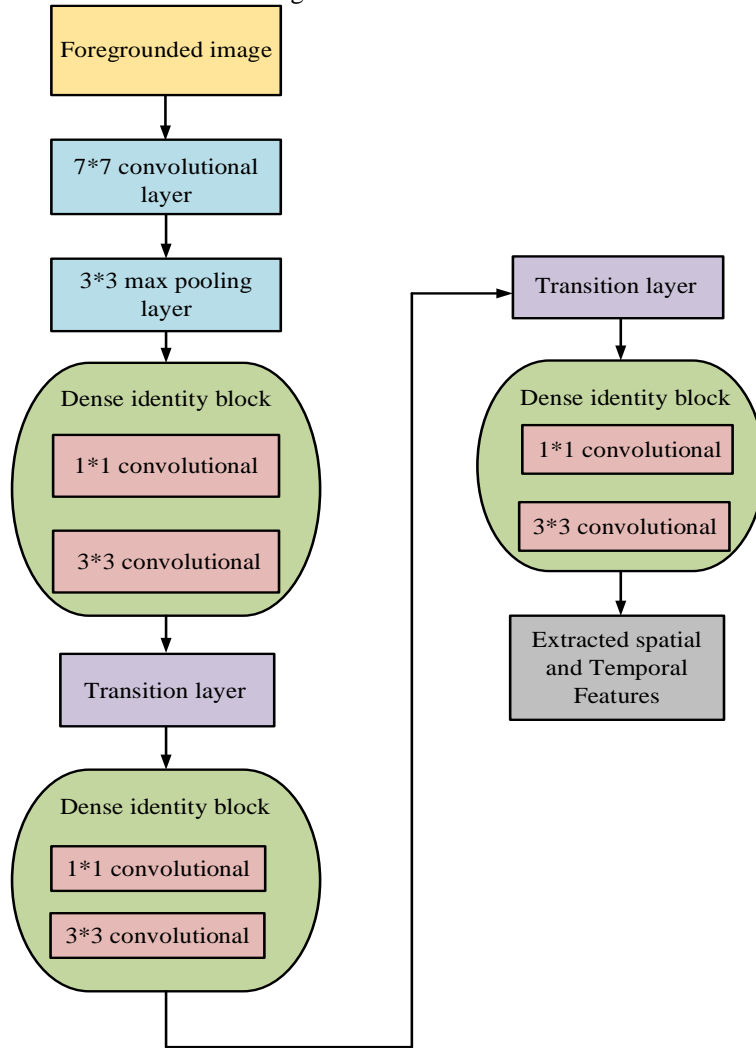 Foregrounded image
7*7 convolutional
layer
3*3 max pooling
layer
Dense identity block
1*1 convolutional
3*3 convolutional
Transition layer
Dense identity block
1*1 convolutional
3*3 convolutional
Transition layer
Dense identity block
1*1 convolutional
3*3 convolutional
Extracted spatial
and Temporal
Features